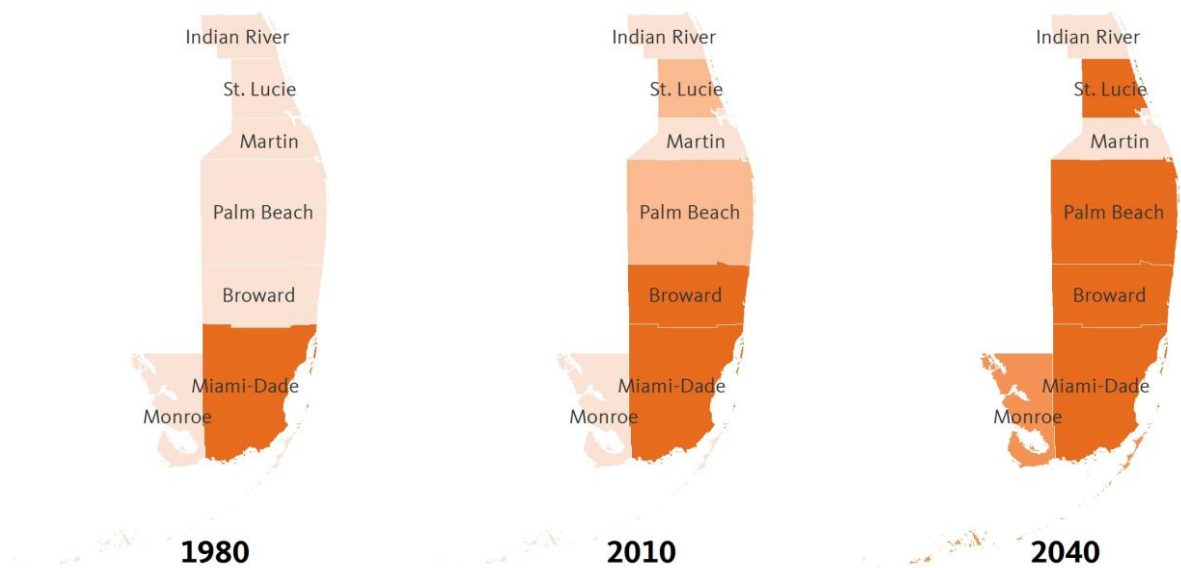 Indian River
St. Lucie
Martin
Palm Beach
Broward
Miami-Dade
Monroe
1980
Indian River
St. Lucie
Martin
Palm Beach
Broward
Miami-Dade
Monroe
2010
Indian River
St. Lucie
Martin
Palm Beach
Broward
Miami-Dade
Monroe
2040